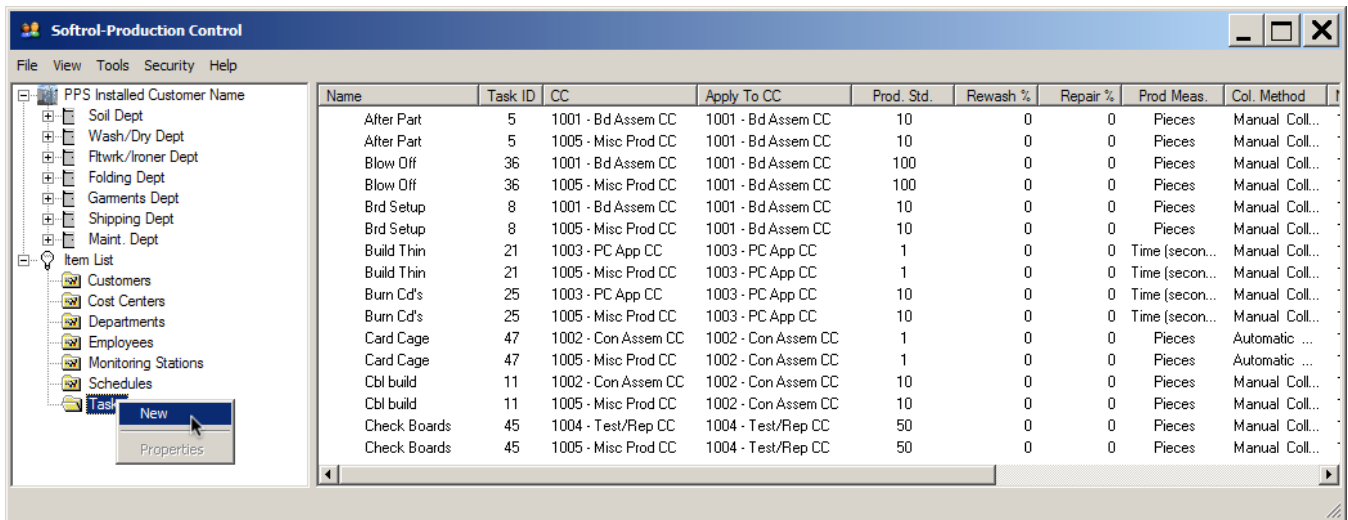 Softrol-Production Control
File View Tools Security Help
PPS Installed Customer Name
Soil Dept
Wash/Dry Dept
Fltwrk/Ironer Dept
Folding Dept
Garments Dept
Shipping Dept
Maint. Dept
Item List
Customers
Cost Centers
Departments
Employees
Monitoring Stations
Schedules
Task
New
Properties
Name Task ID CC Apply To CC Prod. Std. Rewash % Repair % Prod Meas. Col. Method
After Part 5 1001 - Bd Assem CC 1001 - Bd Assem CC 10 0 0 Pieces Manual Coll...
After Part 5 1005 - Misc Prod CC 1001 - Bd Assem CC 10 0 0 Pieces Manual Coll...
Blow Off 36 1001 - Bd Assem CC 1001 - Bd Assem CC 100 0 0 Pieces Manual Coll...
Blow Off 36 1005 - Misc Prod CC 1001 - Bd Assem CC 100 0 0 Pieces Manual Coll...
Brd Setup 8 1001 - Bd Assem CC 1001 - Bd Assem CC 10 0 0 Pieces Manual Coll...
Brd Setup 8 1005 - Misc Prod CC 1001 - Bd Assem CC 10 0 0 Pieces Manual Coll...
Build Thin 21 1003 - PC App CC 1003 - PC App CC 1 0 0 Time (secon... Manual Coll...
Build Thin 21 1005 - Misc Prod CC 1003 - PC App CC 1 0 0 Time (secon... Manual Coll...
Burn Cd's 25 1003 - PC App CC 1003 - PC App CC 10 0 0 Time (secon... Manual Coll...
Burn Cd's 25 1005 - Misc Prod CC 1003 - PC App CC 10 0 0 Time (secon... Manual Coll...
Card Cage 47 1002 - Con Assem CC 1002 - Con Assem CC 1 0 0 Pieces Automatic ...
Card Cage 47 1005 - Misc Prod CC 1002 - Con Assem CC 1 0 0 Pieces Automatic ...
Cbl build 11 1002 - Con Assem CC 1002 - Con Assem CC 10 0 0 Pieces Manual Coll...
Cbl build 11 1005 - Misc Prod CC 1002 - Con Assem CC 10 0 0 Pieces Manual Coll...
Check Boards 45 1004 - Test/Rep CC 1004 - Test/Rep CC 50 0 0 Pieces Manual Coll...
Check Boards 45 1005 - Misc Prod CC 1004 - Test/Rep CC 50 0 0 Pieces Manual Coll...